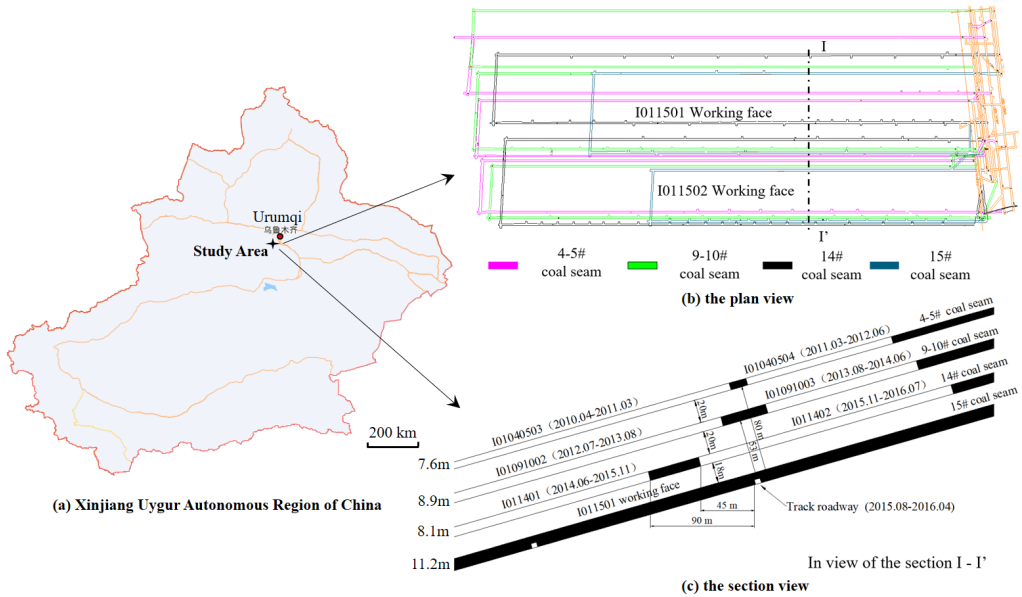 Urumqi
乌鲁木齐
Study Area
200 km
(a) Xinjiang Uygur Autonomous Region of China
I
I011501 Working face
I011502 Working face
I’
4-5#
coal seam
9-10#
coal seam
14#
coal seam
15#
coal seam
(b) the plan view
4-5# coal seam
I01040504（2011.03-2012.06）
9-10# coal seam
I01091003（2013.08-2014.06）
14# coal seam
I011402（2015.11-2016.07）
15# coal seam
I01040503（2010.04-2011.03）
20m
80 m
I01091002（2012.07-2013.08）
20m
53 m
I011401（2014.06-2015.11）
18m
I011501 working face
7.6m
8.9m
8.1m
11.2m
45 m
90 m
Track roadway（2015.08-2016.04）
In view of the section I - I’
(c) the section view